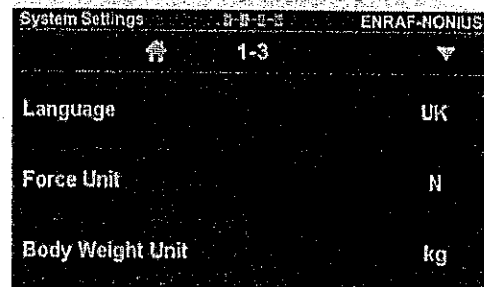 System Settings ENRAF-NONIUS
1-3
Language UK
Force Unit N
Body Weight Unit kg